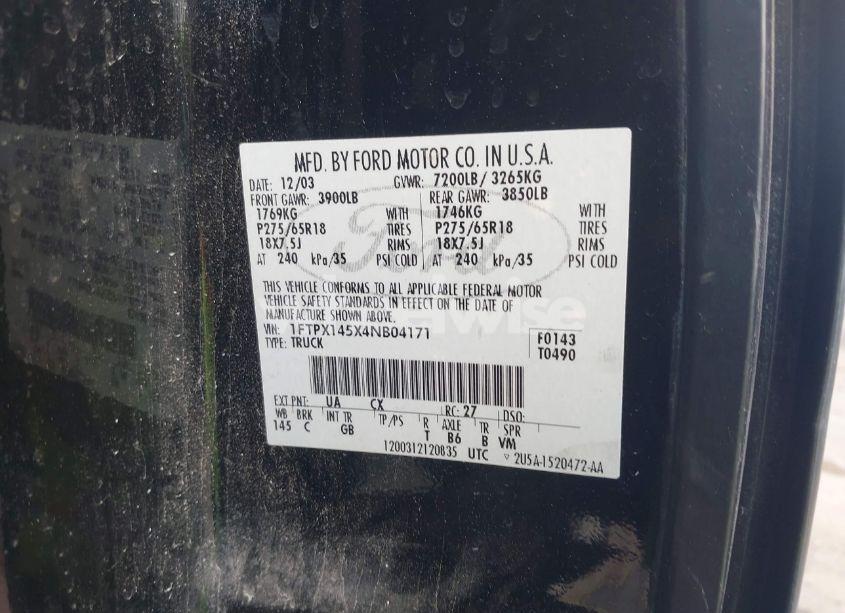 MFD. BY FORD MOTOR CO. IN U.S.A.
DATE: 12/03 GVWR: 7200LB/ 3265KG
FRONT GAWR: 3900LB REAR GAWR: 3850LB
1769KG WITH 1746KG WITH
P275/65R18 TIRES P275/65R18 TIRES
18X7.5J RIMS 18X7.5J RIMS
AT 240 kPa/35 PSI COLD AT 240 kPa/35 PSI COLD
Ford
THIS VEHICLE CONFORMS TO ALL APPLICABLE FEDERAL MOTOR
VEHICLE SAFETY STANDARDS IN EFFECT ON THE DATE OF
MANUFACTURE SHOWN ABOVE.
VIN: 1FTPX145X4NB04171 F0143
TYPE: TRUCK T0490
EXT PNT: UA CX RC: 27 DSO:
WB BRK INT TR TP/PS R AXLE TR SPR
145 C GB T B6 B VM
1200312120835 UTC ▽ 2U5A-1520472-AA